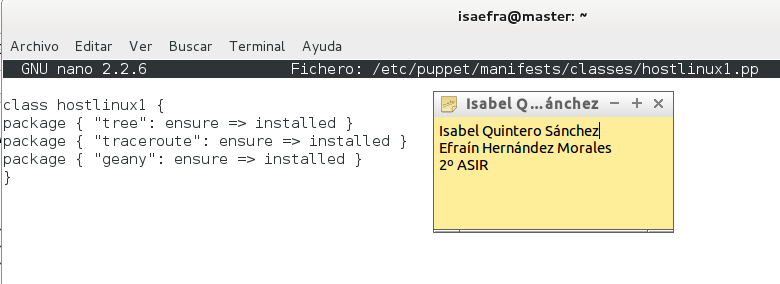 isaefra@master: ~
Archivo Editar Ver Buscar Terminal Ayuda
GNU nano 2.2.6 Fichero: /etc/puppet/manifests/classes/hostlinux1.pp
class hostlinux1 {
package { "tree": ensure => installed }
package { "traceroute": ensure => installed }
package { "geany": ensure => installed }
}
Isabel Q ...ánchez
Isabel Quintero Sánchez
Efraín Hernández Morales
2º ASIR